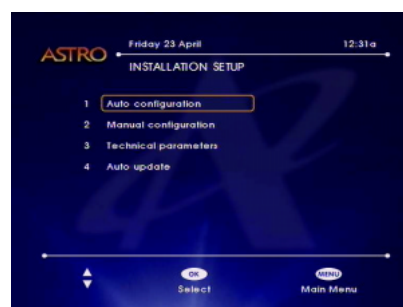 ASTRO
Friday 23 April 12:31a
INSTALLATION SETUP
1 Auto configuration
2 Manual configuration
3 Technical parameters
4 Auto update
OK MENU
Select Main Menu